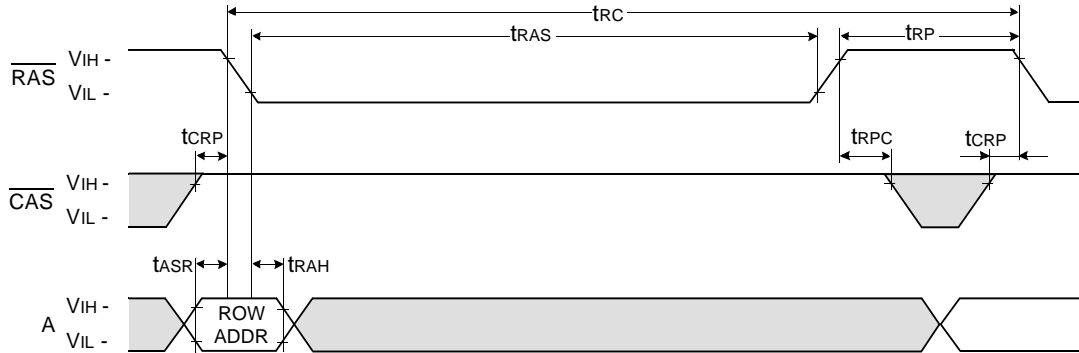 tRC
tRAS
tRP
RAS
VIH -
VIL -
tCRP
tRPC
tCRP
CAS
VIH -
VIL -
tASR
tRAH
A
VIH -
VIL -
ROW
ADDR